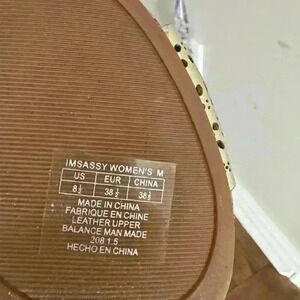 IMSASSY WOMEN'S M
US EUR CHINA
8½ 38½ 38½
MADE IN CHINA
FABRIQUE EN CHINE
LEATHER UPPER
BALANCE MAN MADE
208 1.5
HECHO EN CHINA